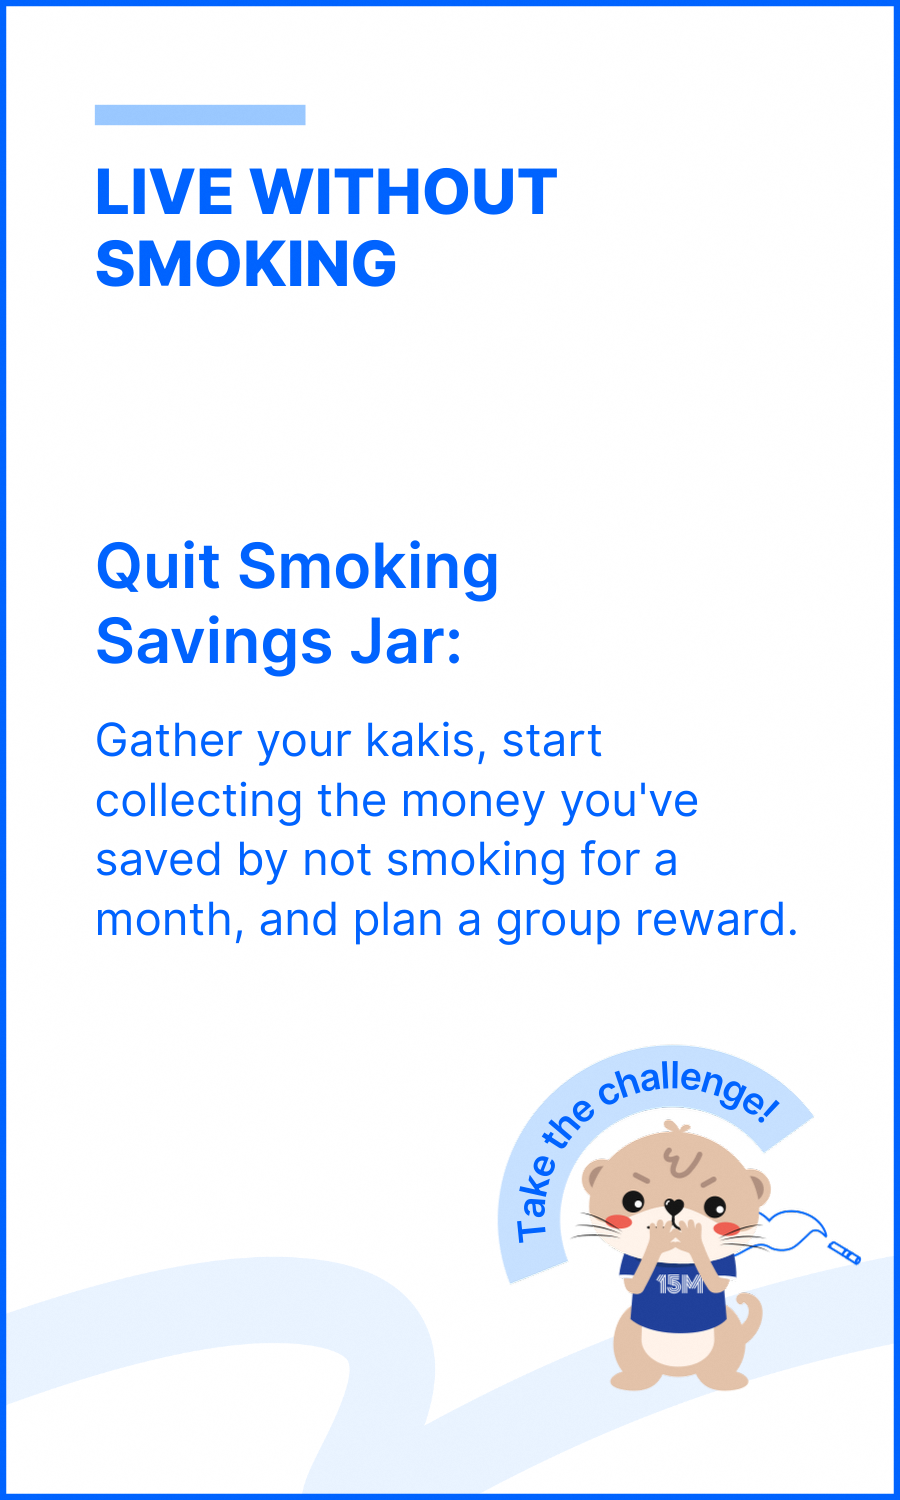 LIVE WITHOUT
SMOKING
Quit Smoking
Savings Jar:
Gather your kakis, start
collecting the money you've
saved by not smoking for a
month, and plan a group reward.
Take the challenge!
15M